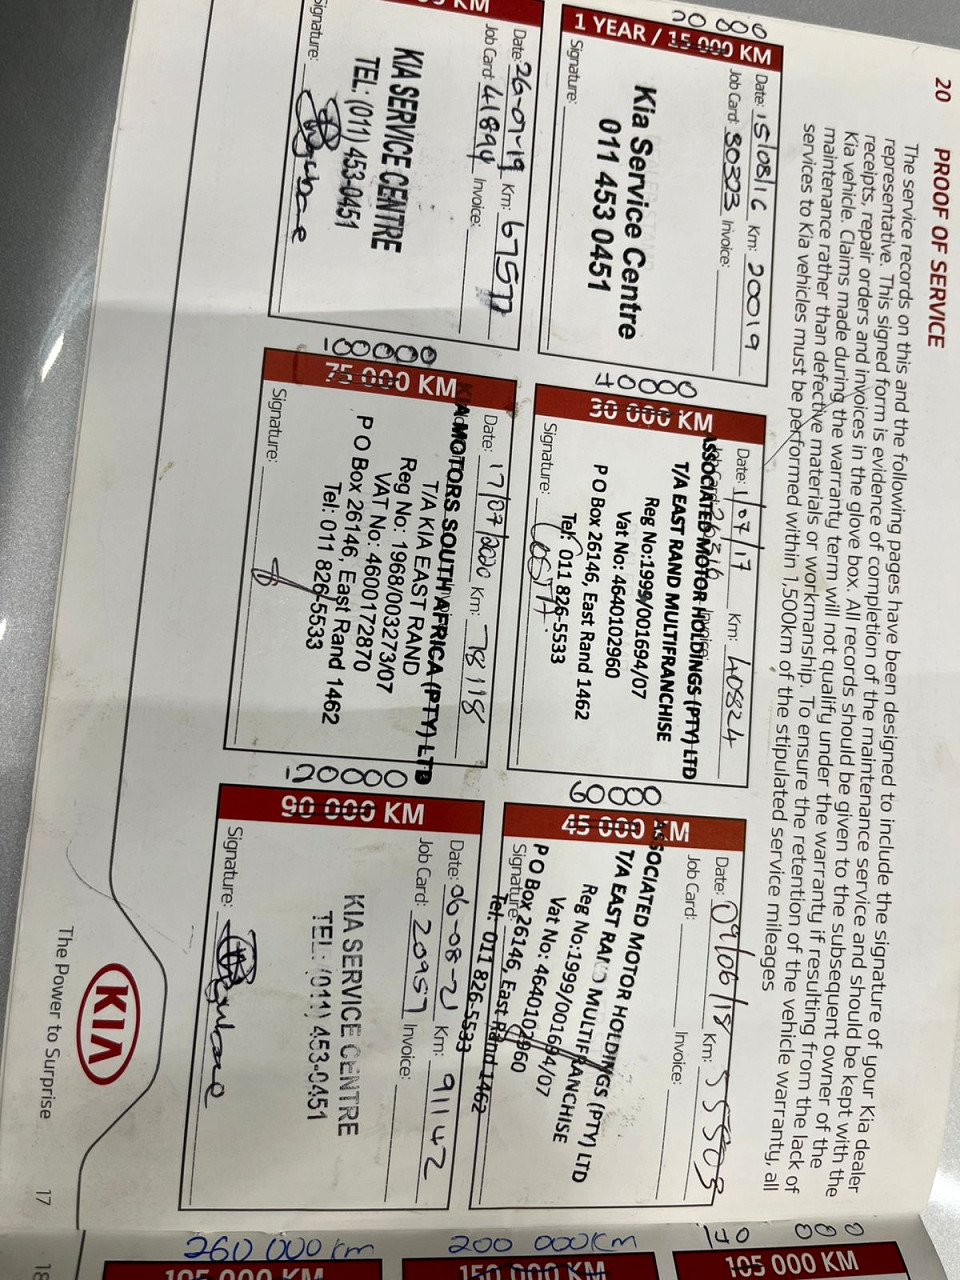 20 PROOF OF SERVICE
The service records on this and the following pages have been designed to include the signature of your Kia dealer
representative. This signed form is evidence of completion of the maintenance service and should be kept with the
receipts, repair orders and invoices in the glove box. All records should be given to the subsequent owner of the
Kia vehicle. Claims made during the warranty term will not qualify under the warranty if resulting from the lack of
maintenance rather than defective materials or workmanship. To ensure the retention of the vehicle warranty, all
services to Kia vehicles must be performed within 1,500km of the stipulated service mileages
20 000
1 YEAR / 15 000 KM
Date: 15/08/16 Km: 20019
Job Card: 30303 Invoice:
Kia Service Centre
011 453 0451
Signature:
40000
30 000 KM
Date: 1/07/17 Km: 40824
ASSOCIATED MOTOR HOLDINGS (PTY) LTD
T/A EAST RAND MULTIFRANCHISE
Reg No:1999/001694/07
Vat No: 4640102960
P O Box 26146, East Rand 1462
Tel: 011 826-5533
Signature: COSTA
6000
45 000 KM
Date: 09/06/18 Km: 55503
Job Card: Invoice:
ASSOCIATED MOTOR HOLDINGS (PTY) LTD
T/A EAST RAND MULTIFRANCHISE
Reg No:1999/001694/07
Vat No: 4640102960
P O Box 26146, East Rand 1462
Signature:
Tel: 011 826-5533
KM
Date: 26-07-19 Km: 67577
Job Card: 41894 Invoice:
KIA SERVICE CENTRE
TEL: (011) 453-0451
Signature:
75 000 KM
Date: 17/07/2020 Km: 78118
KIA MOTORS SOUTH AFRICA (PTY) LTD
T/A KIA EAST RAND
Reg No: 1968/003273/07
VAT No: 4600172870
P O Box 26146, East Rand 1462
Tel: 011 826-5533
Signature:
90 000 KM
Date: 06-08-21 Km: 91142
Job Card: 20957 Invoice:
KIA SERVICE CENTRE
TEL: (011) 453-0451
Signature:
KIA
The Power to Surprise
17
105 000 KM
200 000Km
150 000 KM
260 000km
195 000 KM
18